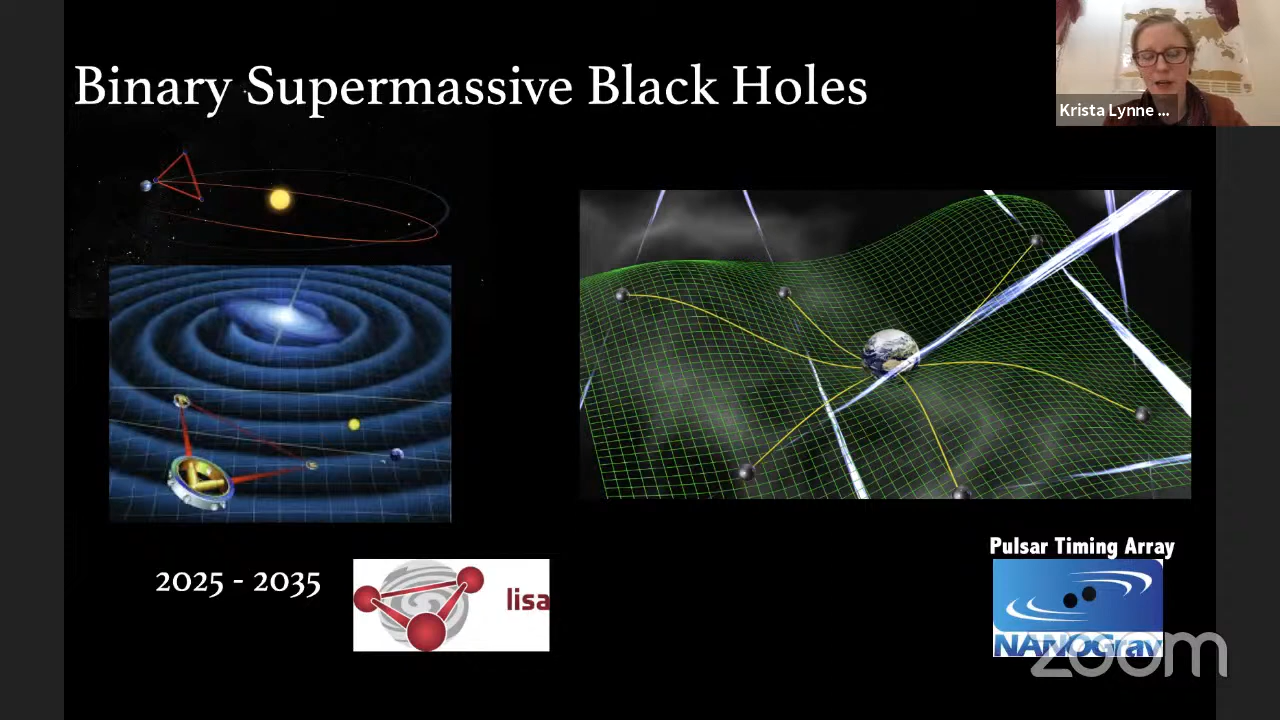 Binary Supermassive Black Holes
Krista Lynne ...
2025 - 2035
lisa
Pulsar Timing Array
NANOGrav
zoom